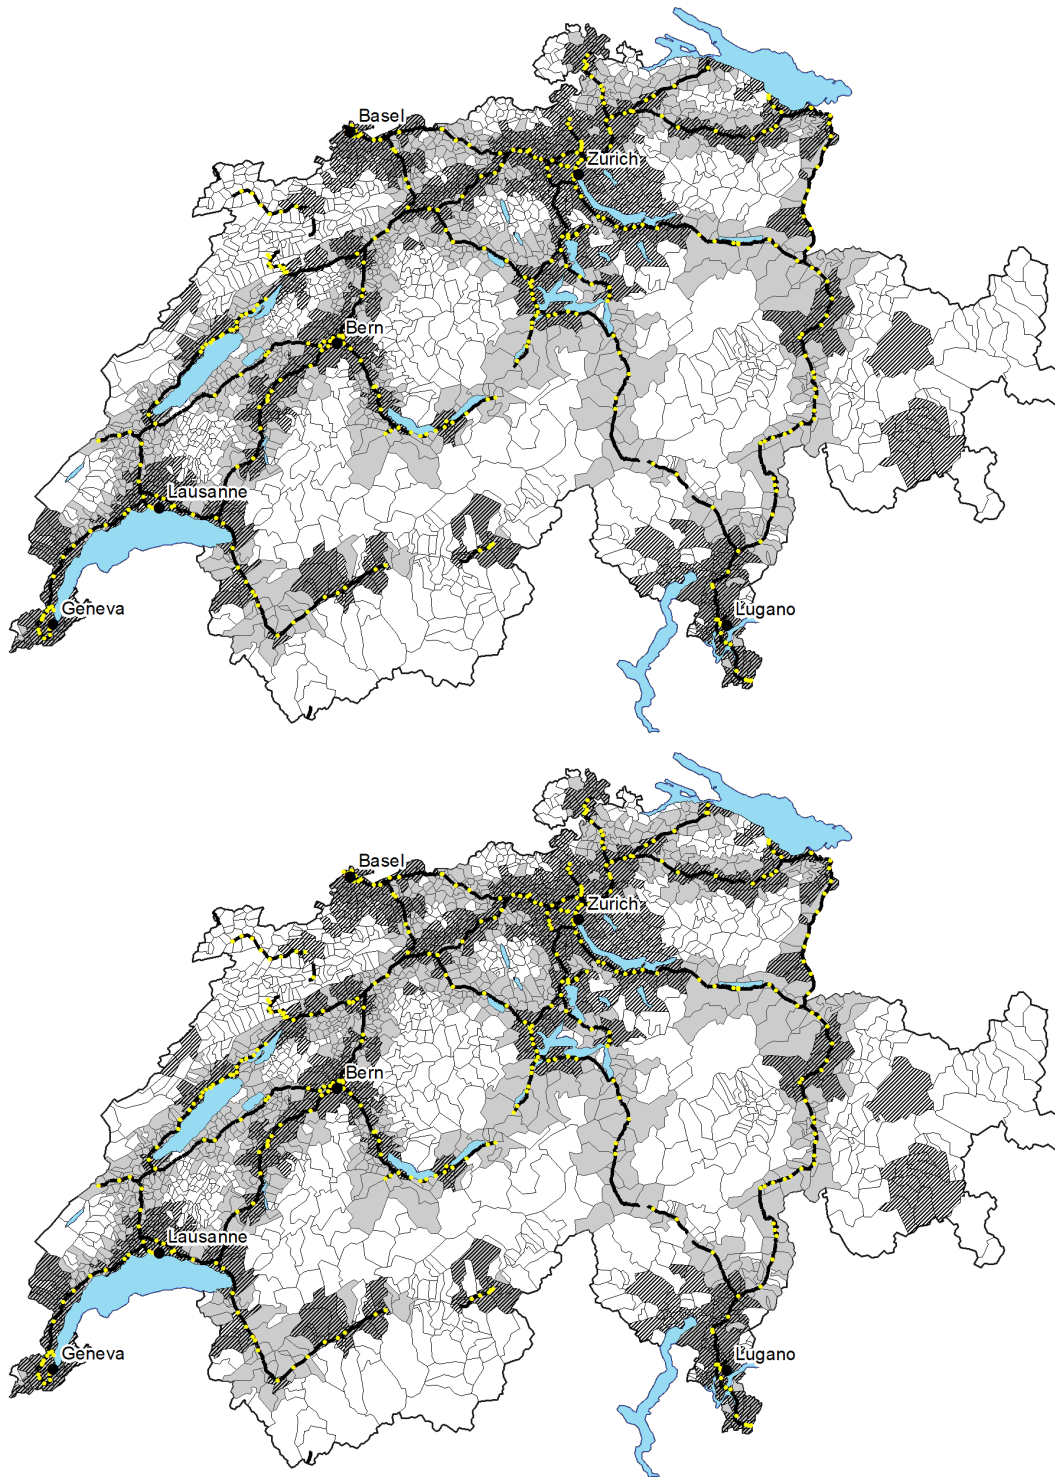 Basel
Zurich
Bern
Lausanne
Geneva
Lugano
Basel
Zurich
Bern
Lausanne
Geneva
Lugano